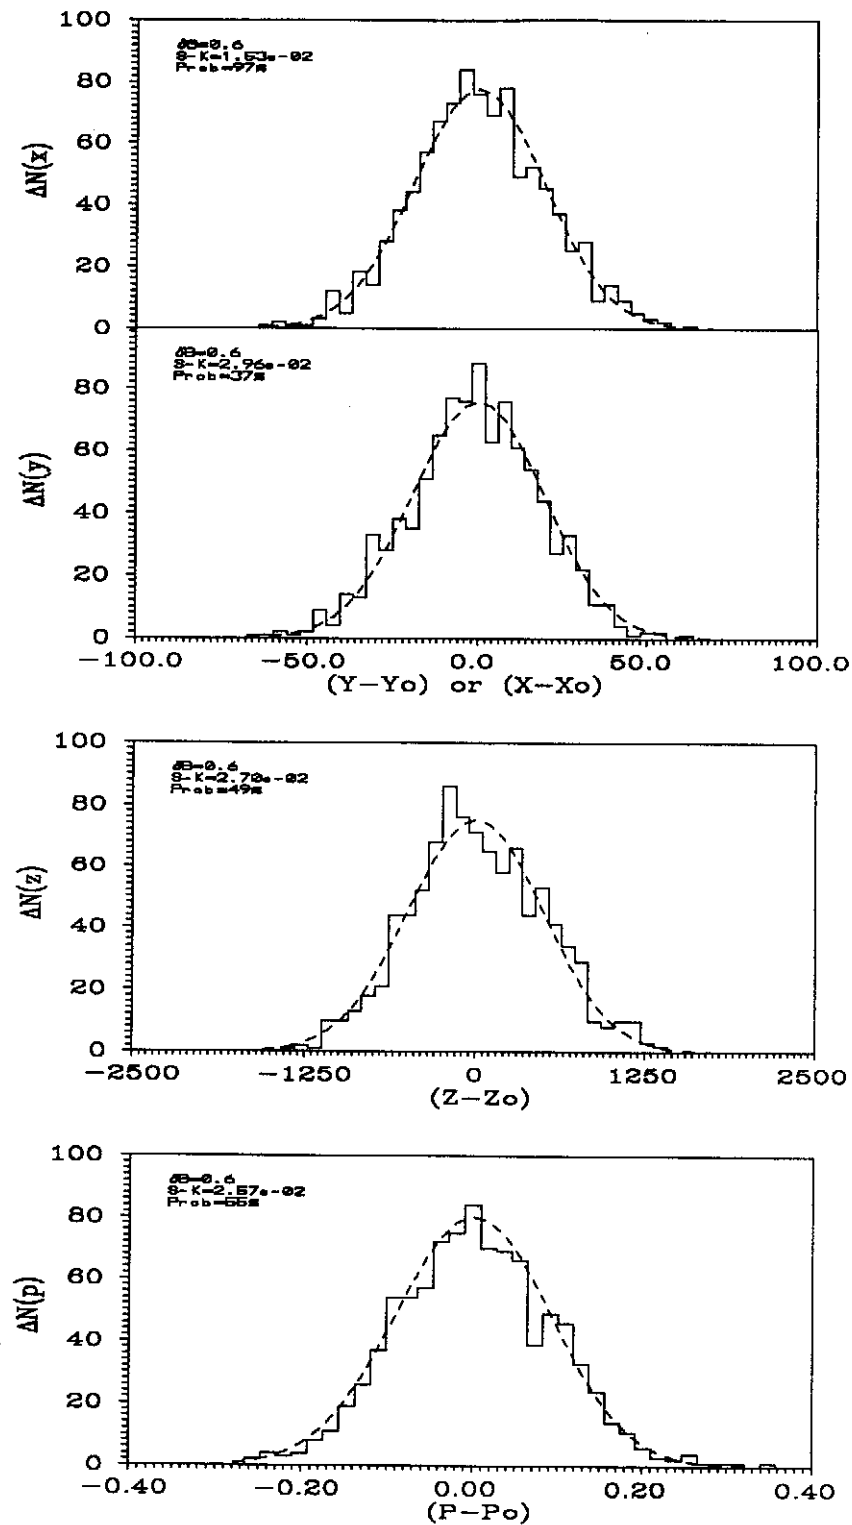 100
δB=0.6
S-K=1.53e-02
Prob=97%
80
60
ΔN(x)
40
20
0
δB=0.6
S-K=2.96e-02
Prob=37%
80
60
ΔN(y)
40
20
0
−100.0 −50.0 0.0 50.0 100.0
(Y−Yo) or (X−Xo)
100
δB=0.6
S-K=2.70e-02
Prob=49%
80
60
ΔN(z)
40
20
0
−2500 −1250 0 1250 2500
(Z−Zo)
100
δB=0.6
S-K=2.57e-02
Prob=55%
80
60
ΔN(p)
40
20
0
−0.40 −0.20 0.00 0.20 0.40
(P−Po)